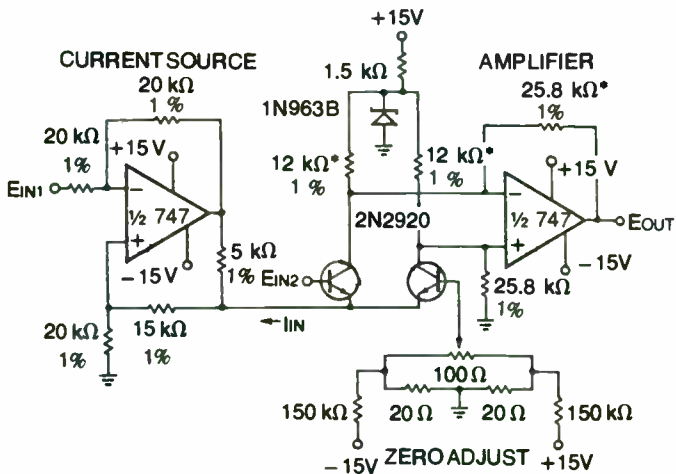 +15V
CURRENT SOURCE
AMPLIFIER
20 kΩ
1 %
1.5 kΩ
25.8 kΩ*
1%
1N963B
20 kΩ
1%
+15 V
12 kΩ*
1 %
12 kΩ*
1 %
+15 V
EIN1
−
½ 747
+
−
½ 747
+
EOUT
2N2920
−15V
5 kΩ
1%
EIN2
−15V
25.8 kΩ
1%
20 kΩ
1%
15 kΩ
1%
IIN
100 Ω
150 kΩ
20 Ω
20 Ω
150 kΩ
−15V
ZERO ADJUST
+15V